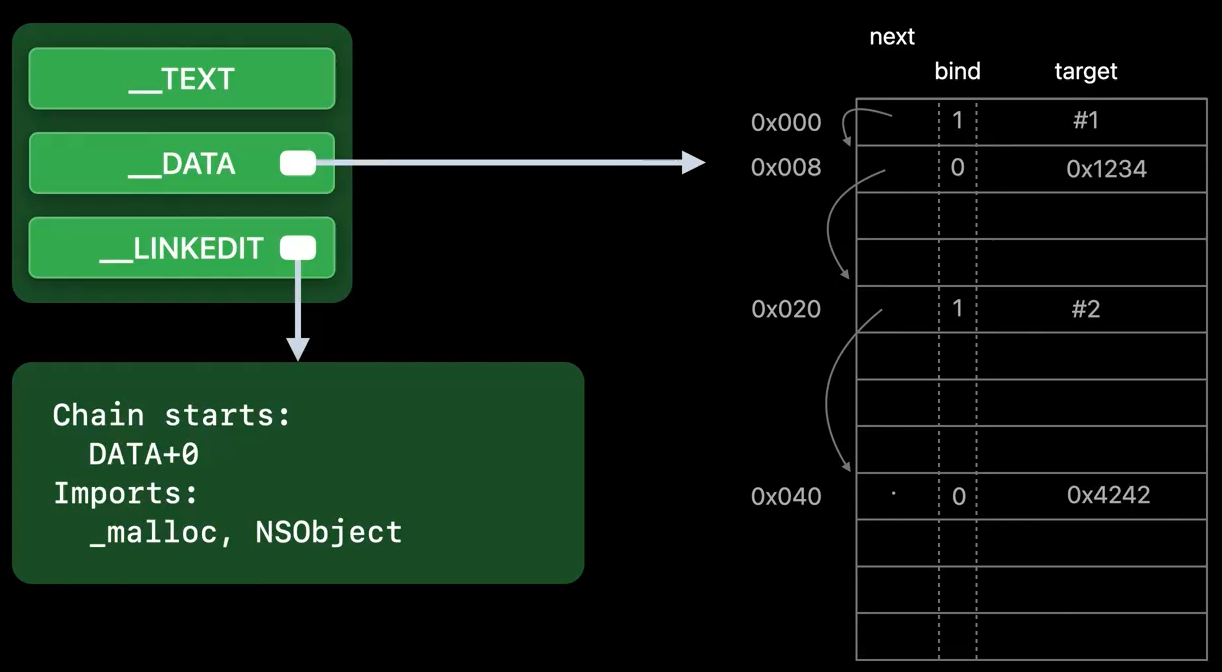 __TEXT
__DATA
__LINKEDIT
Chain starts:
DATA+0
Imports:
_malloc, NSObject
next
bind target
0x000 1 #1
0x008 0 0x1234
0x020 1 #2
0x040 0 0x4242